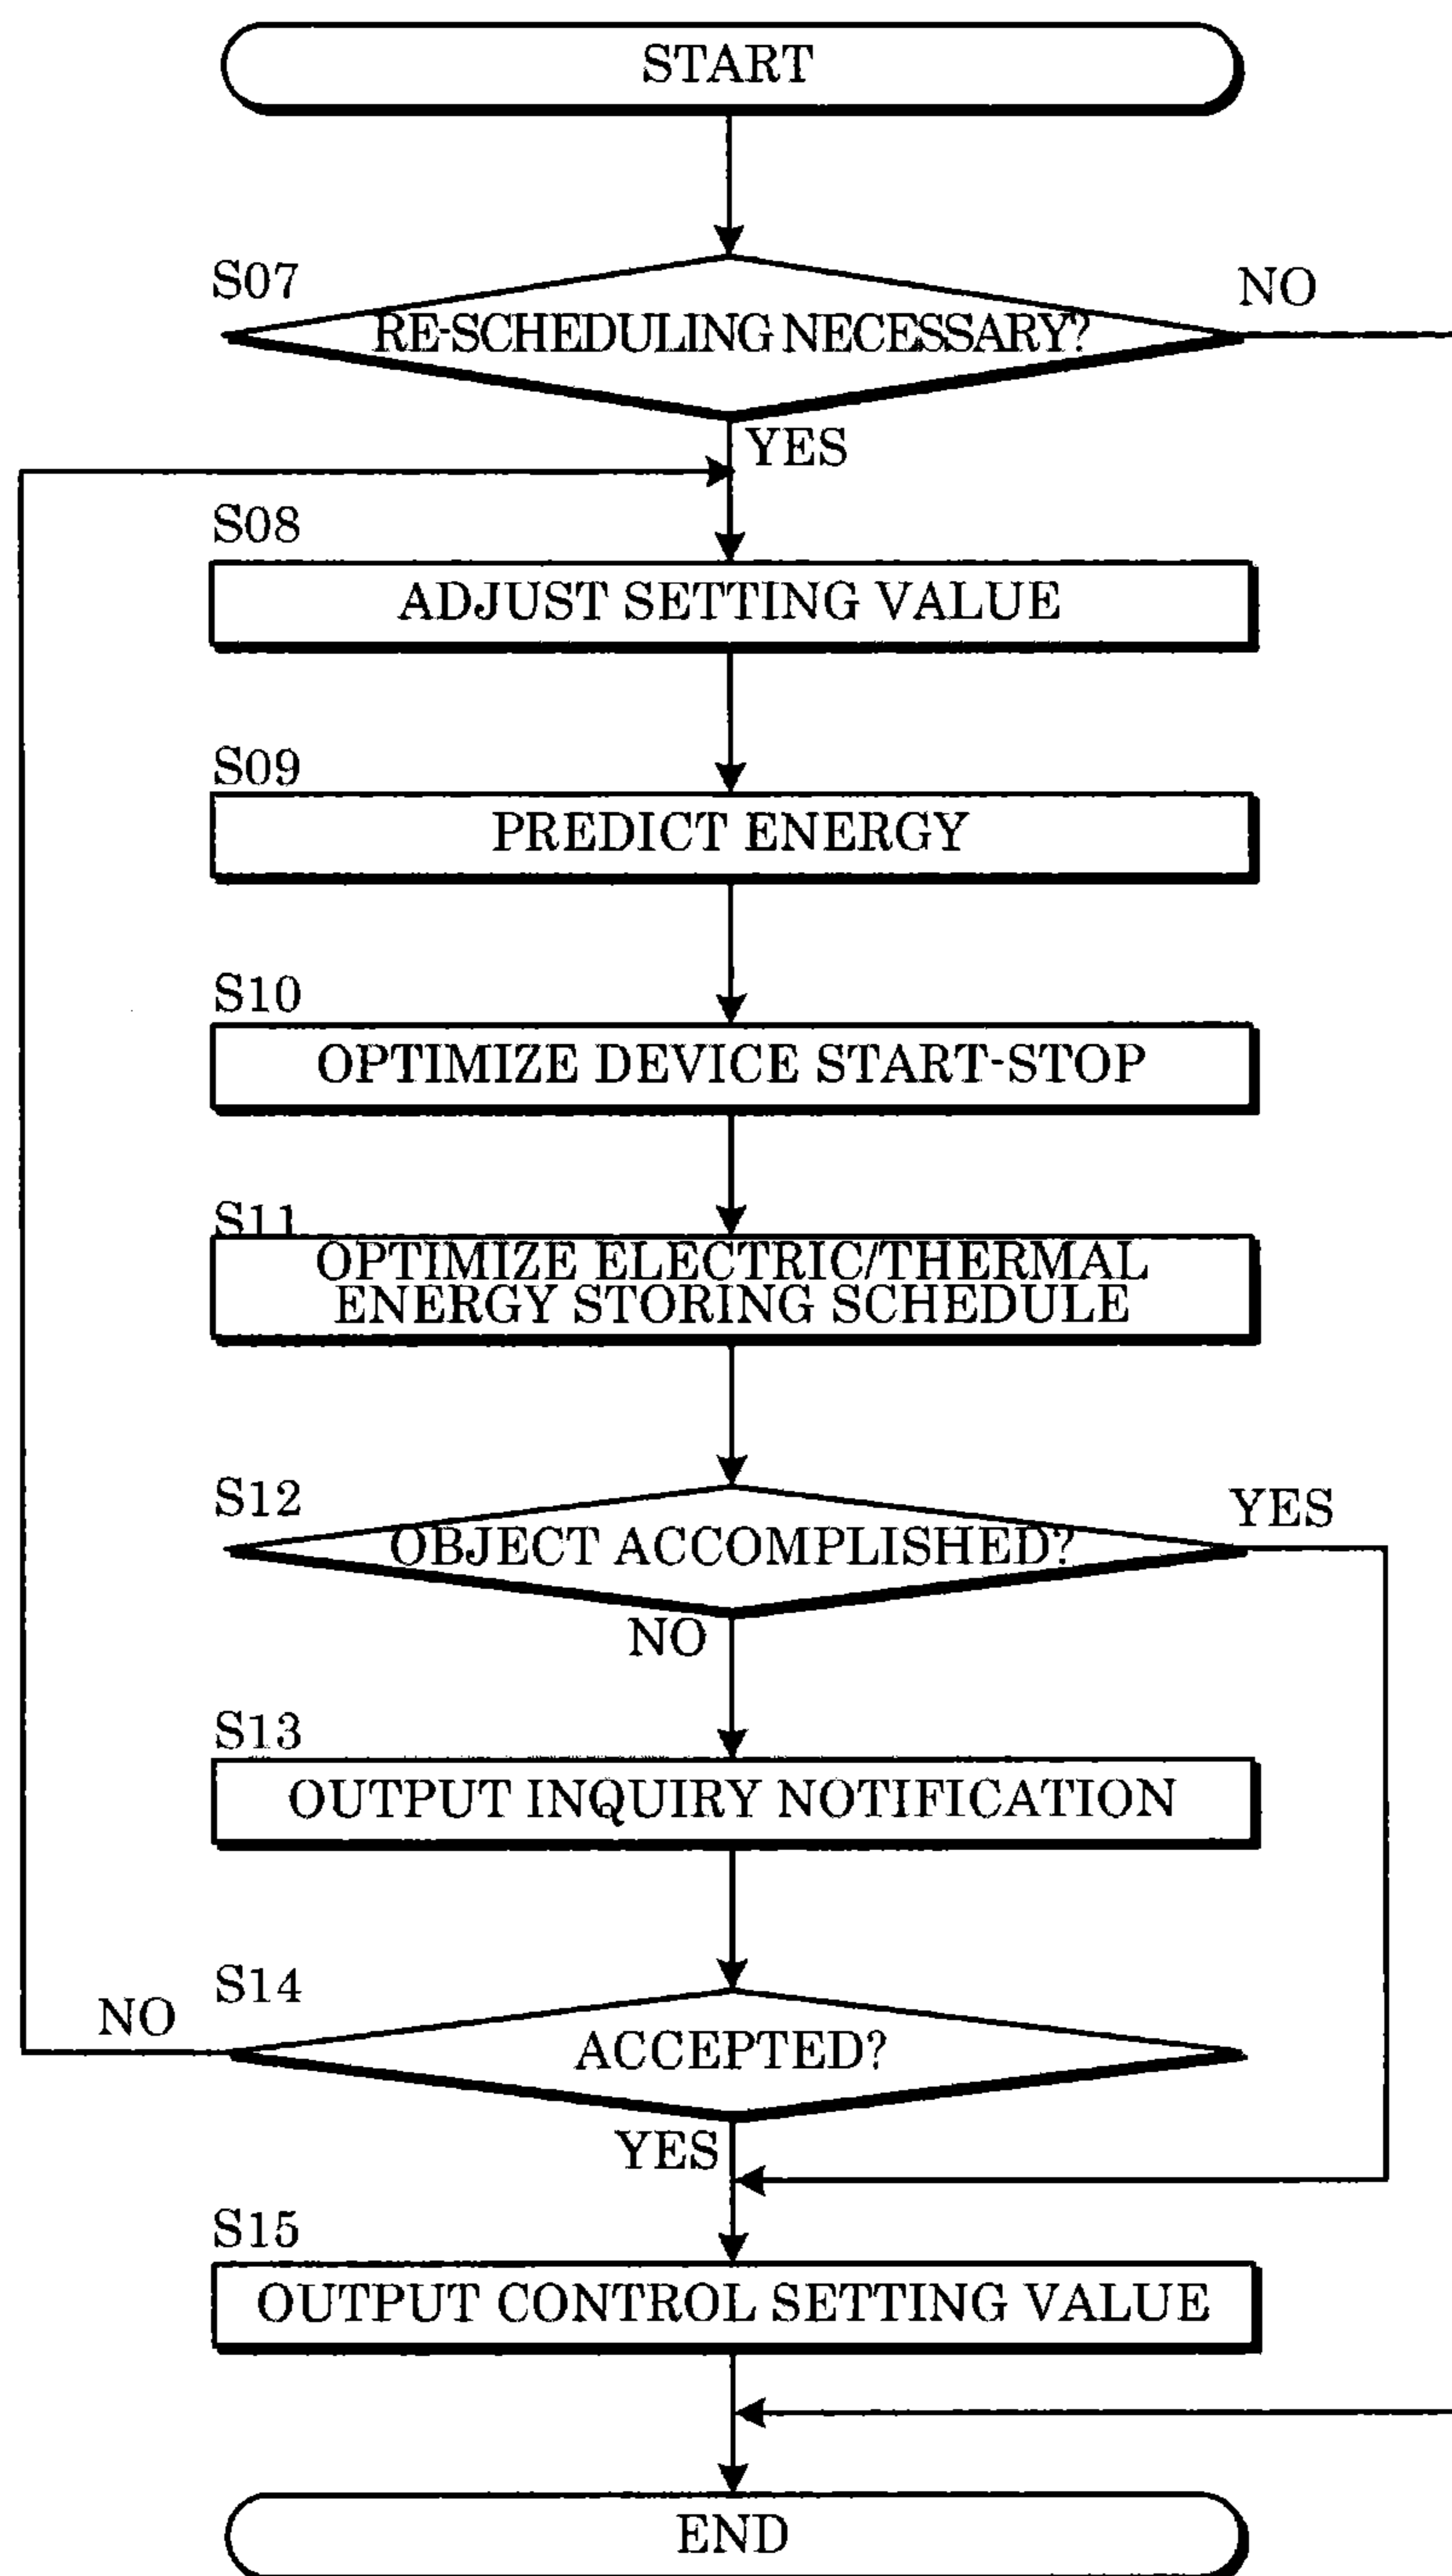 START
S07
NO
RE-SCHEDULING NECESSARY?
YES
S08
ADJUST SETTING VALUE
S09
PREDICT ENERGY
S10
OPTIMIZE DEVICE START-STOP
S11
OPTIMIZE ELECTRIC/THERMAL
ENERGY STORING SCHEDULE
S12
YES
OBJECT ACCOMPLISHED?
NO
S13
OUTPUT INQUIRY NOTIFICATION
S14
NO
ACCEPTED?
YES
S15
OUTPUT CONTROL SETTING VALUE
END